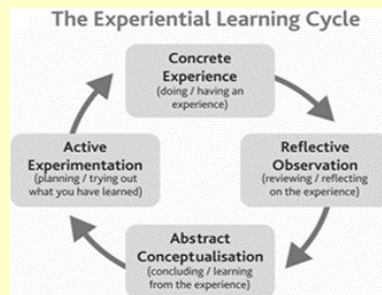 The Experiential Learning Cycle
Concrete
Experience
(doing / having an
experience)
Reflective
Observation
(reviewing / reflecting
on the experience)
Abstract
Conceptualisation
(concluding / learning
from the experience)
Active
Experimentation
(planning / trying out
what you have learned)